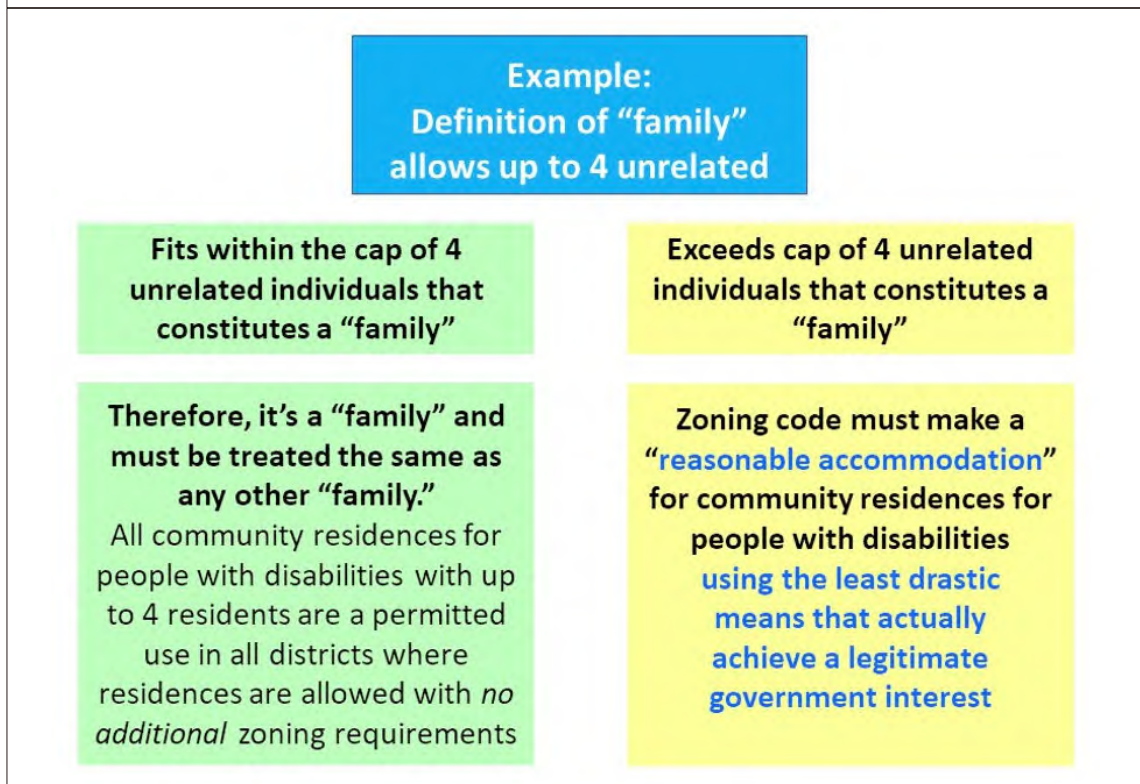 Example:
Definition of “family”
allows up to 4 unrelated
Fits within the cap of 4
unrelated individuals that
constitutes a “family”
Therefore, it’s a “family” and
must be treated the same as
any other “family.”
All community residences for
people with disabilities with up
to 4 residents are a permitted
use in all districts where
residences are allowed with no
additional zoning requirements
Exceeds cap of 4 unrelated
individuals that constitutes a
“family”
Zoning code must make a
“reasonable accommodation”
for community residences for
people with disabilities
using the least drastic
means that actually
achieve a legitimate
government interest